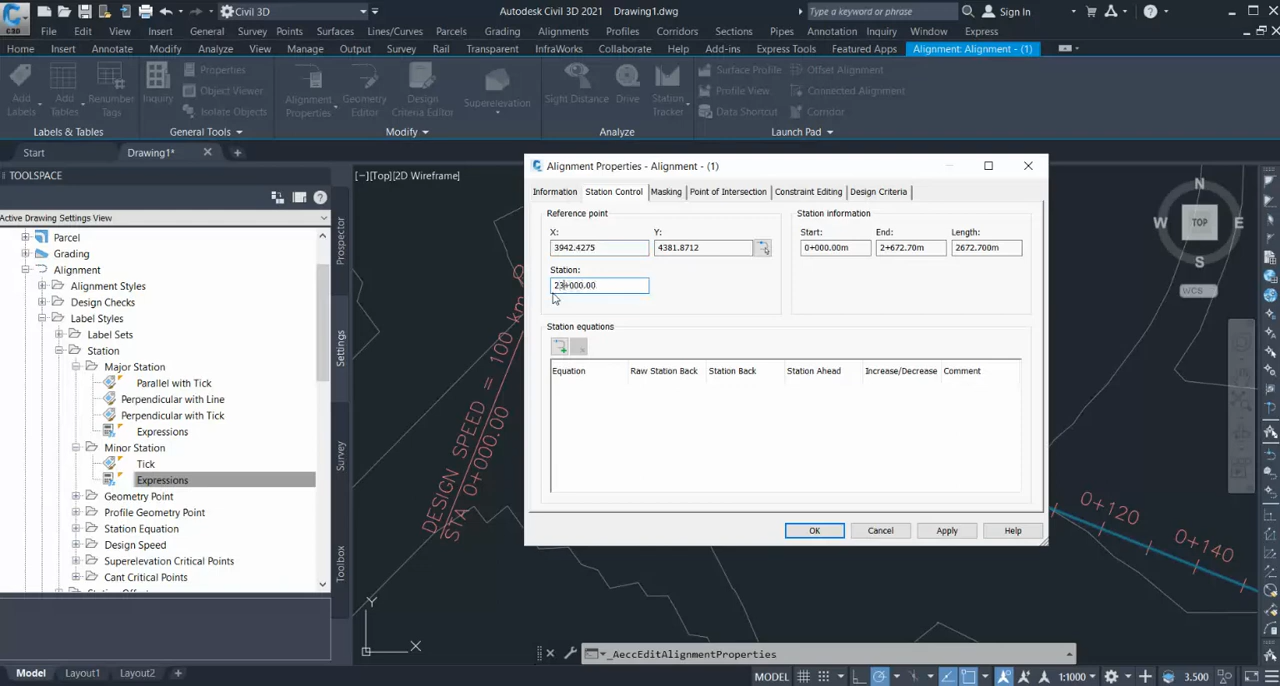 C3D
Civil 3D
Autodesk Civil 3D 2021 Drawing1.dwg
Type a keyword or phrase
Sign In
File Edit View Insert General Survey Points Surfaces Lines/Curves Parcels Grading Alignments Profiles Corridors Sections Pipes Annotation Inquiry Window Express
Home Insert Annotate Modify Analyze View Manage Output Survey Rail Transparent InfraWorks Collaborate Help Add-ins Express Tools Featured Apps Alignment: Alignment - (1)
Add Labels
Add Tables
Renumber Tags
Inquiry
Properties
Object Viewer
Isolate Objects
Alignment Properties
Geometry Editor
Design Criteria Editor
Superelevation
Sight Distance
Drive
Station Tracker
Surface Profile
Profile View
Data Shortcut
Offset Alignment
Connected Alignment
Corridor
Labels & Tables
General Tools
Modify
Analyze
Launch Pad
Start
Drawing1*
TOOLSPACE
Active Drawing Settings View
Parcel
Grading
Alignment
Alignment Styles
Design Checks
Label Styles
Label Sets
Station
Major Station
Parallel with Tick
Perpendicular with Line
Perpendicular with Tick
Expressions
Minor Station
Tick
Expressions
Geometry Point
Profile Geometry Point
Station Equation
Design Speed
Superelevation Critical Points
Cant Critical Points
Prospector
Settings
Survey
Toolbox
[−][Top][2D Wireframe]
DESIGN SPEED = 100 km
STA 0+000.00
Alignment Properties - Alignment - (1)
Information Station Control Masking Point of Intersection Constraint Editing Design Criteria
Reference point
X:
3942.4275
Y:
4381.8712
Station:
23+000.00
Station information
Start:
0+000.00m
End:
2+672.70m
Length:
2672.700m
Station equations
Equation Raw Station Back Station Back Station Ahead Increase/Decrease Comment
OK Cancel Apply Help
N
W
TOP
E
S
WCS
0+120
0+140
Y
X
_AeccEditAlignmentProperties
Model Layout1 Layout2 +
MODEL
1:1000
3.500